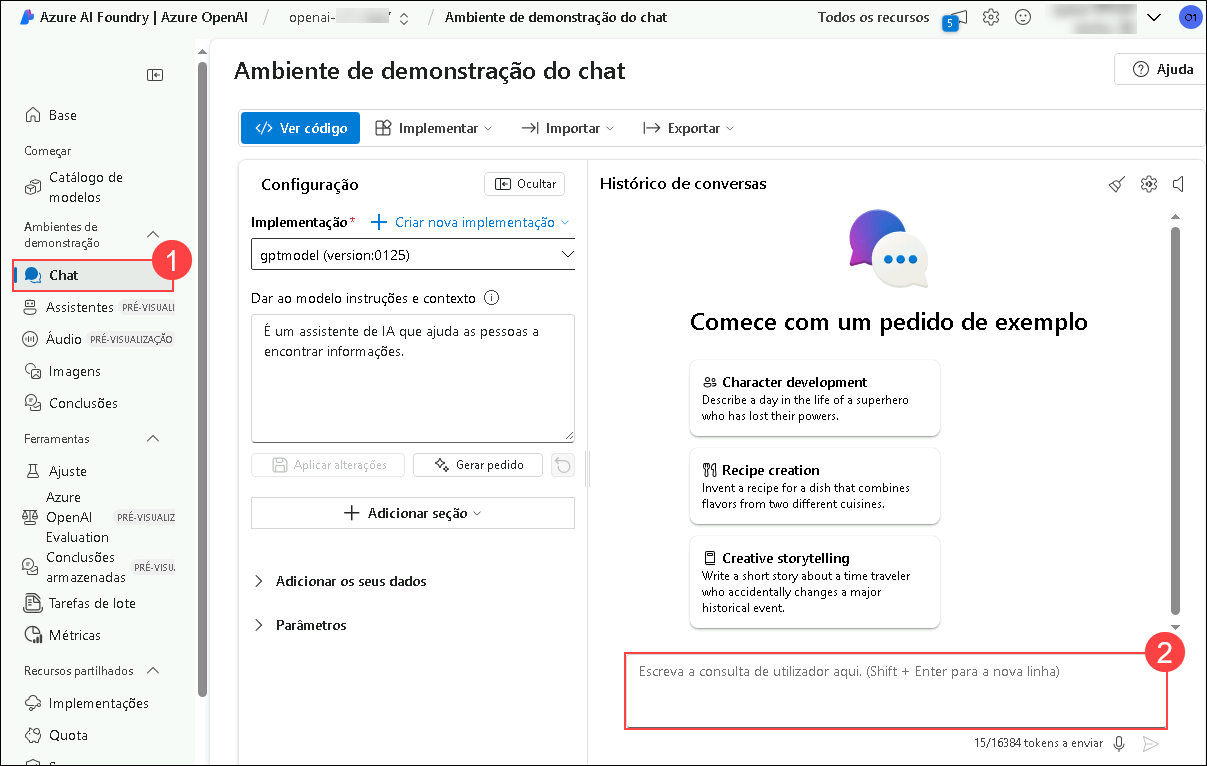 Azure AI Foundry | Azure OpenAI / openai- / Ambiente de demonstração do chat Todos os recursos 5 O1
Ambiente de demonstração do chat
Ajuda
Ver código Implementar Importar Exportar
Base
Começar
Catálogo de
modelos
Ambientes de
demonstração
1
Chat
Assistentes PRÉ-VISUALI
Áudio PRÉ-VISUALIZAÇÃO
Imagens
Conclusões
Ferramentas
Ajuste
Azure
OpenAI PRÉ-VISUALIZ
Evaluation
Conclusões
armazenadas PRÉ-VISU.
Tarefas de lote
Métricas
Recursos partilhados
Implementações
Quota
Configuração Ocultar
Implementação* Criar nova implementação
gptmodel (version:0125)
Dar ao modelo instruções e contexto
É um assistente de IA que ajuda as pessoas a
encontrar informações.
Aplicar alterações Gerar pedido
Adicionar seção
Adicionar os seus dados
Parâmetros
Histórico de conversas
Comece com um pedido de exemplo
Character development
Describe a day in the life of a superhero
who has lost their powers.
Recipe creation
Invent a recipe for a dish that combines
flavors from two different cuisines.
Creative storytelling
Write a short story about a time traveler
who accidentally changes a major
historical event.
2
Escreva a consulta de utilizador aqui. (Shift + Enter para a nova linha)
15/16384 tokens a enviar